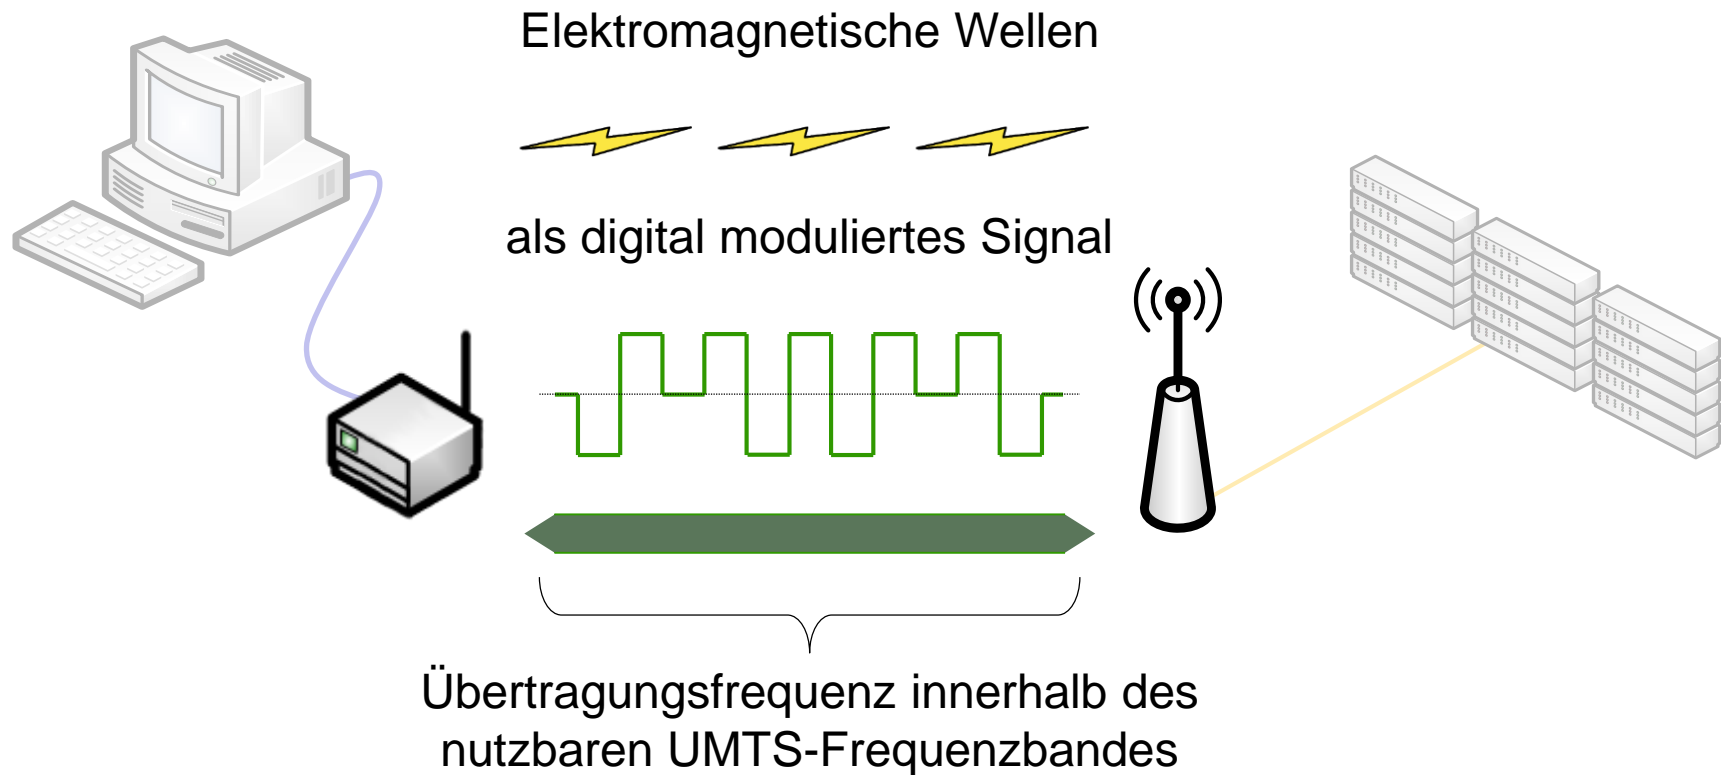 Elektromagnetische Wellen
als digital moduliertes Signal
Übertragungsfrequenz innerhalb des
nutzbaren UMTS-Frequenzbandes